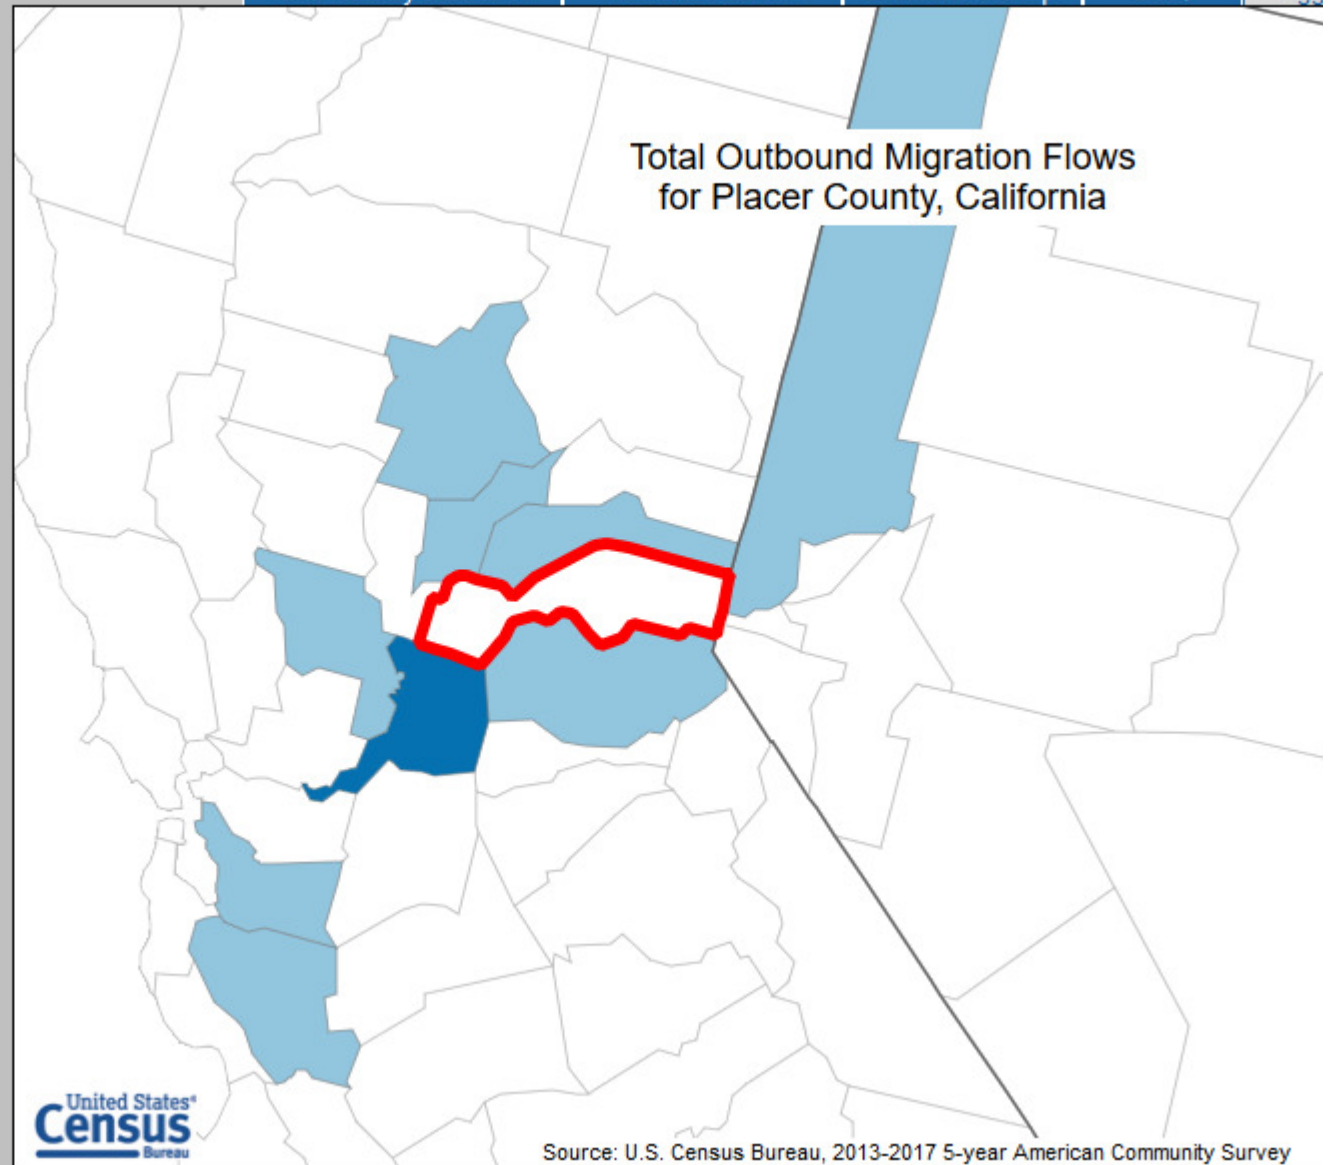 Total Outbound Migration Flows
for Placer County, California
United States®
Census
Bureau
Source: U.S. Census Bureau, 2013-2017 5-year American Community Survey